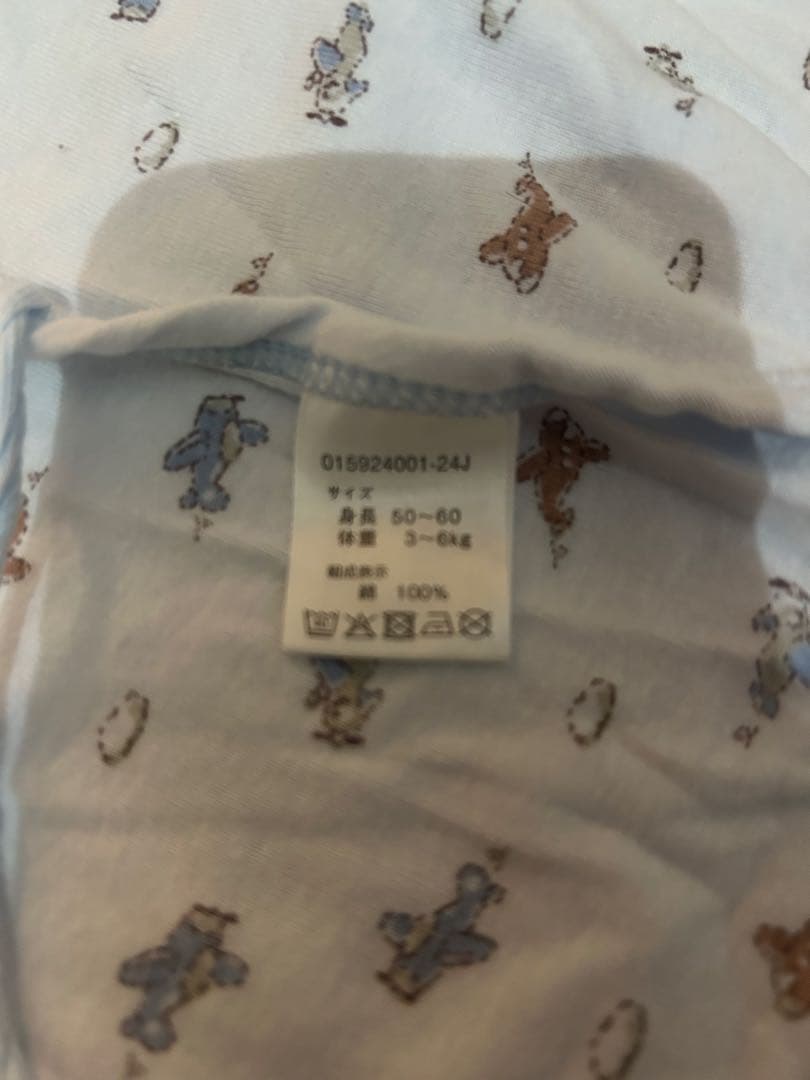 015924001-24J
サイズ
身長 50~60
体重 3~6kg
組成表示
綿 100%